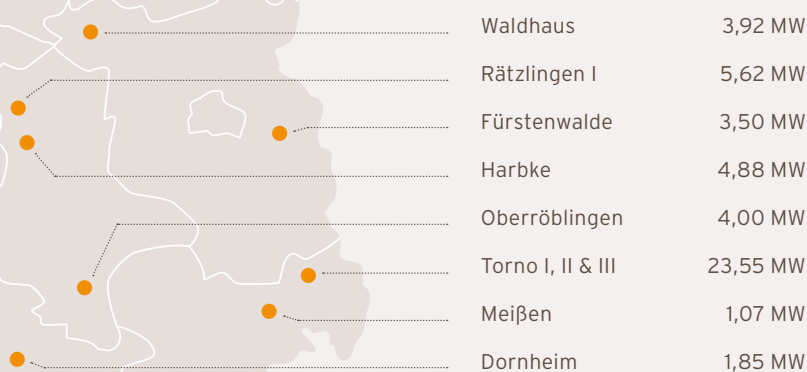 Waldhaus 3,92 MW
Rätzlingen I 5,62 MW
Fürstenwalde 3,50 MW
Harbke 4,88 MW
Oberröblingen 4,00 MW
Torno I, II & III 23,55 MW
Meißen 1,07 MW
Dornheim 1,85 MW